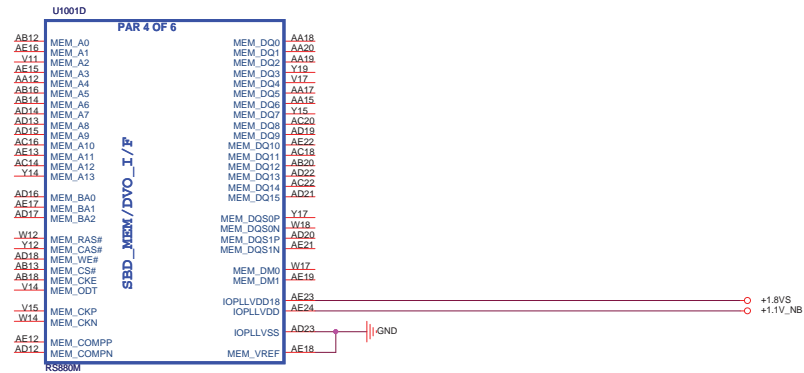 U1001D
PAR 4 OF 6
AB12 MEM_A0 MEM_DQ0 AA18
AE16 MEM_A1 MEM_DQ1 AA20
V11 MEM_A2 MEM_DQ2 AA19
AE15 MEM_A3 MEM_DQ3 Y19
AA12 MEM_A4 MEM_DQ4 V17
AB16 MEM_A5 MEM_DQ5 AA17
AB14 MEM_A6 MEM_DQ6 AA15
AD14 MEM_A7 MEM_DQ7 Y15
AD13 MEM_A8 MEM_DQ8 AC20
AD15 MEM_A9 MEM_DQ9 AD19
AC16 MEM_A10 MEM_DQ10 AE22
AE13 MEM_A11 MEM_DQ11 AC18
AC14 MEM_A12 MEM_DQ12 AB20
Y14 MEM_A13 MEM_DQ13 AD22
MEM_DQ14 AC22
AD16 MEM_BA0 MEM_DQ15 AD21
AE17 MEM_BA1
AD17 MEM_BA2 MEM_DQS0P Y17
MEM_DQS0N W18
W12 MEM_RAS# MEM_DQS1P AD20
Y12 MEM_CAS# MEM_DQS1N AE21
AD18 MEM_WE#
AB13 MEM_CS# MEM_DM0 W17
AB18 MEM_CKE MEM_DM1 AE19
V14 MEM_ODT
IOPLLVDD18 AE23 +1.8VS
V15 MEM_CKP IOPLLVDD AE24 +1.1V_NB
W14 MEM_CKN
IOPLLVSS AD23 GND
AE12 MEM_COMPP
AD12 MEM_COMPN MEM_VREF AE18
SBD_MEM/DVO_I/F
RS880M